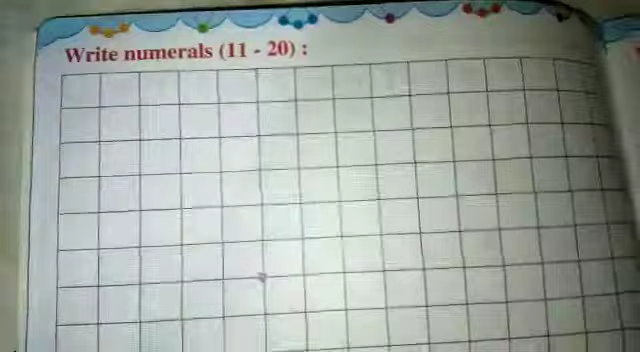 Write numerals (11 - 20) :